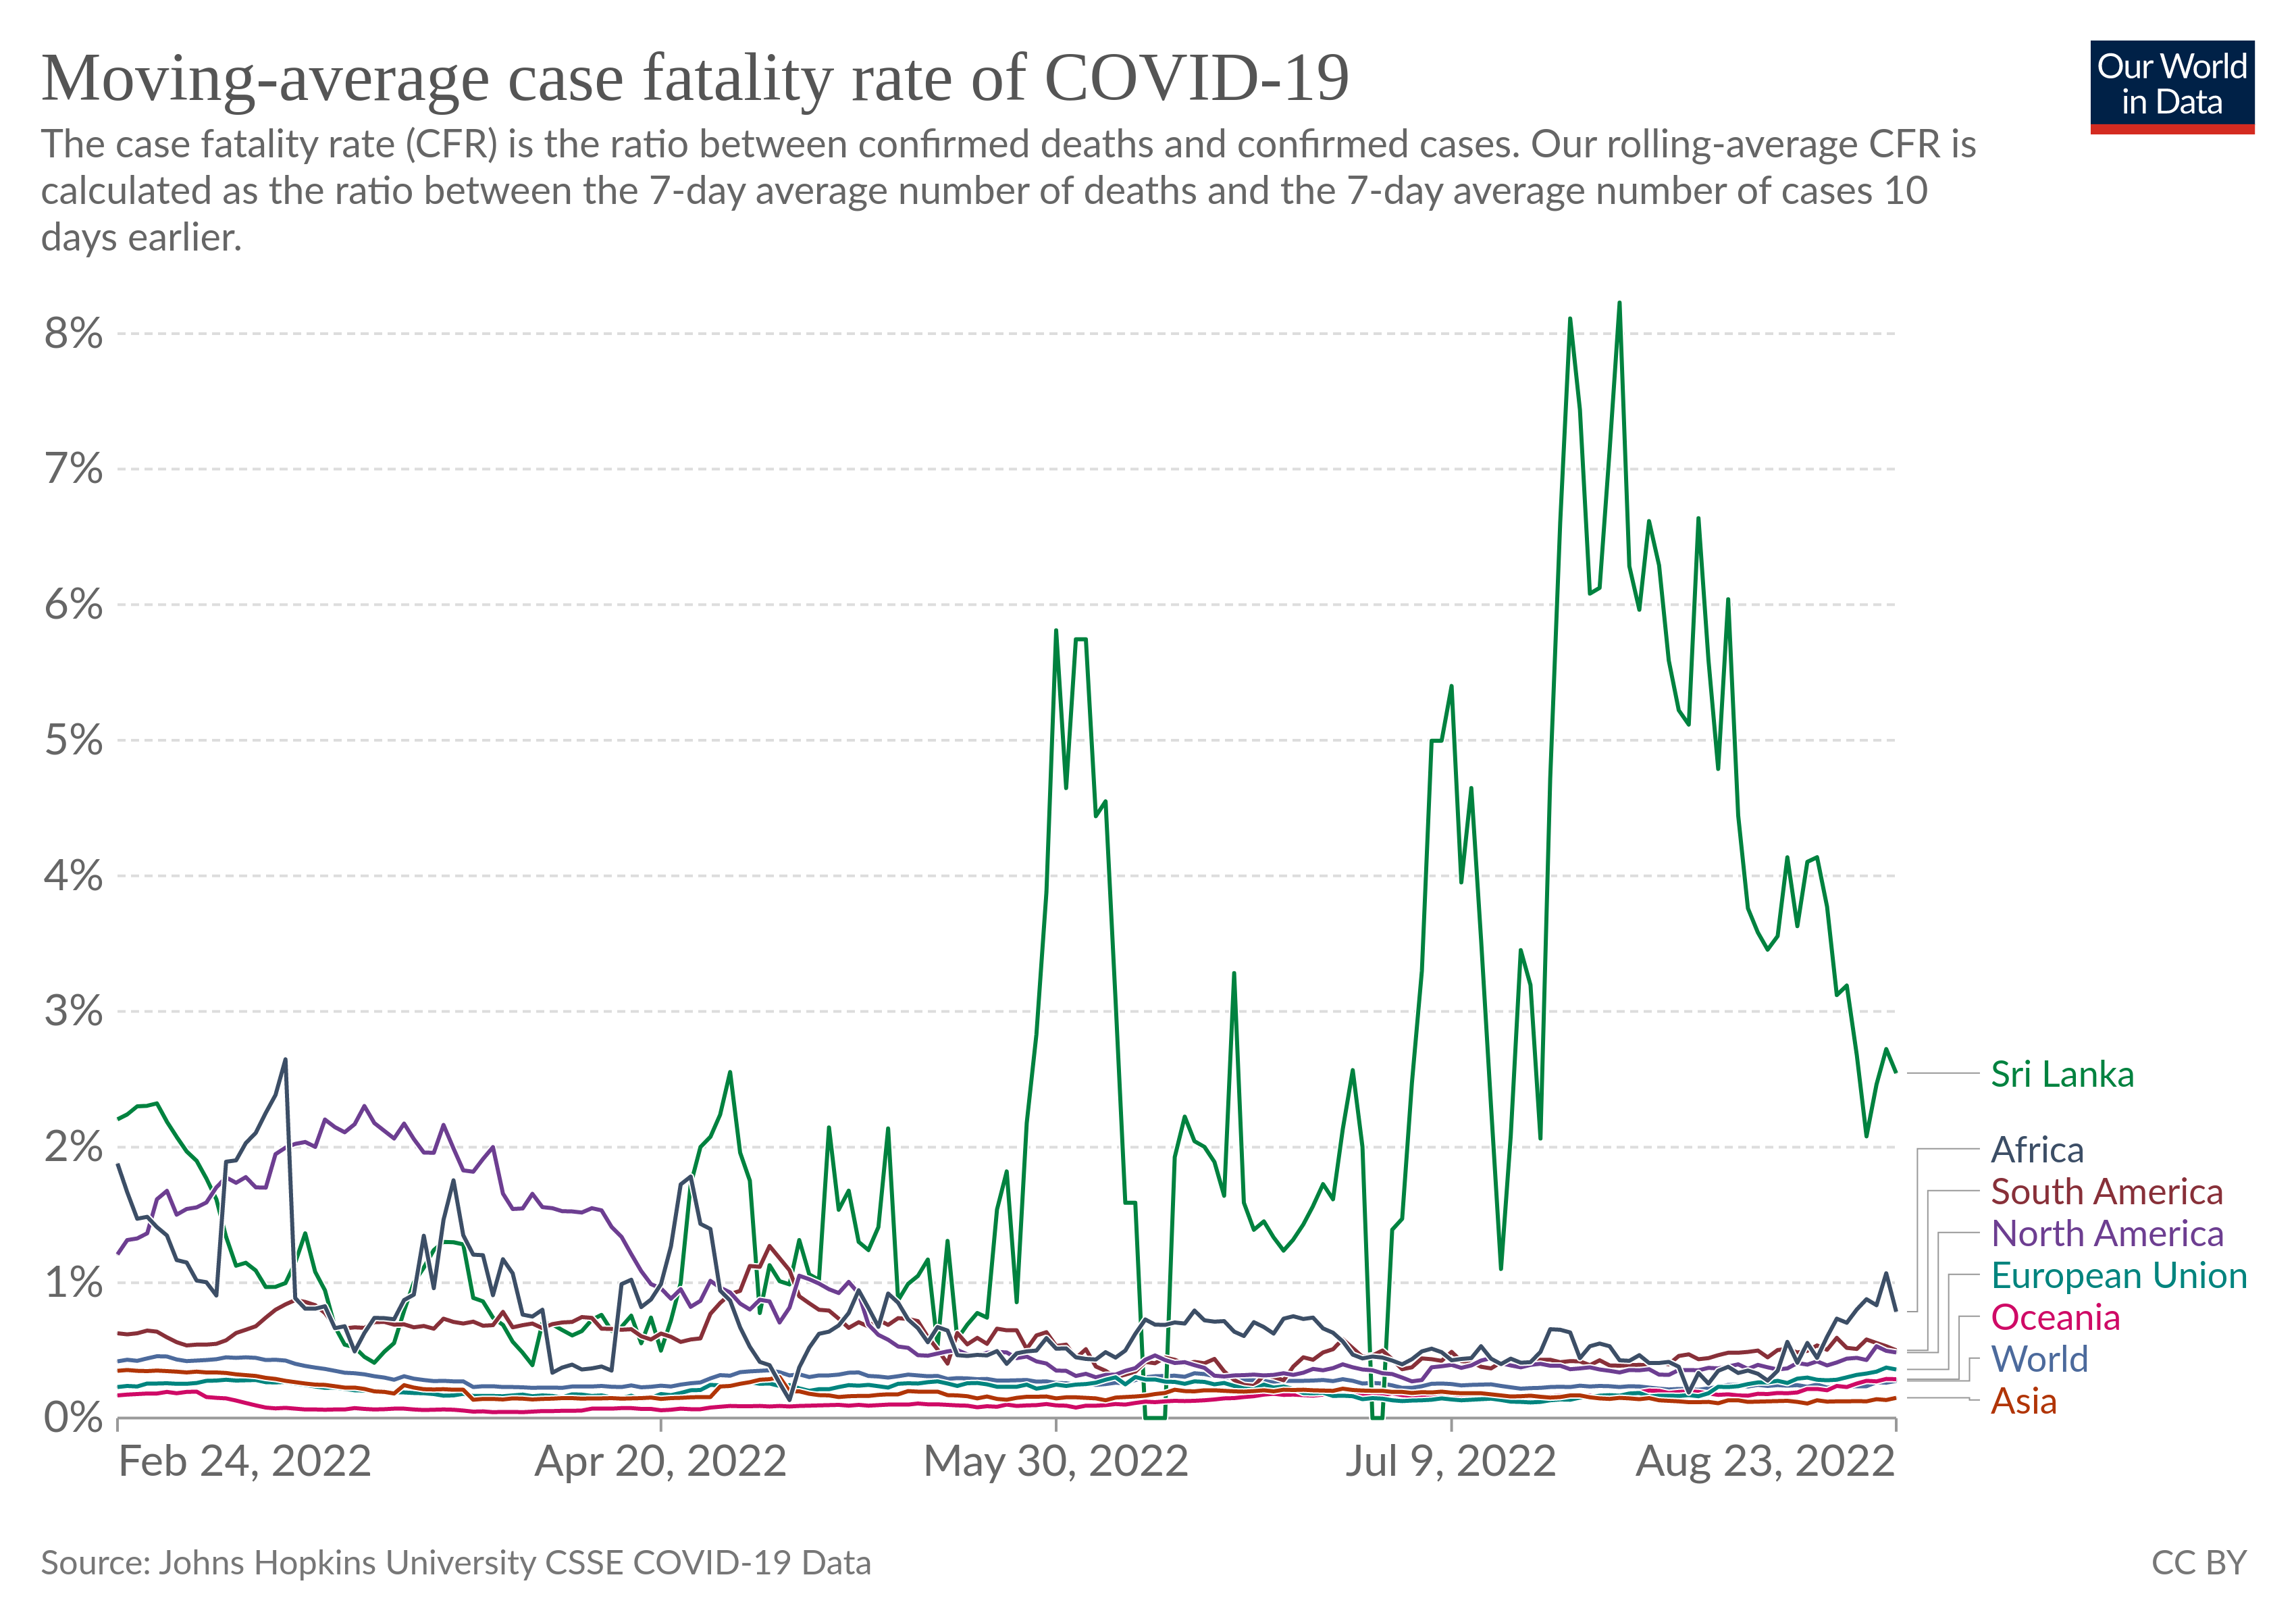 Moving-average case fatality rate of COVID-19
Our World
in Data
The case fatality rate (CFR) is the ratio between confirmed deaths and confirmed cases. Our rolling-average CFR is
calculated as the ratio between the 7-day average number of deaths and the 7-day average number of cases 10
days earlier.
8%
7%
6%
5%
4%
3%
2%
1%
0%
Sri Lanka
Africa
South America
North America
European Union
Oceania
World
Asia
Feb 24, 2022
Apr 20, 2022
May 30, 2022
Jul 9, 2022
Aug 23, 2022
Source: Johns Hopkins University CSSE COVID-19 Data
CC BY